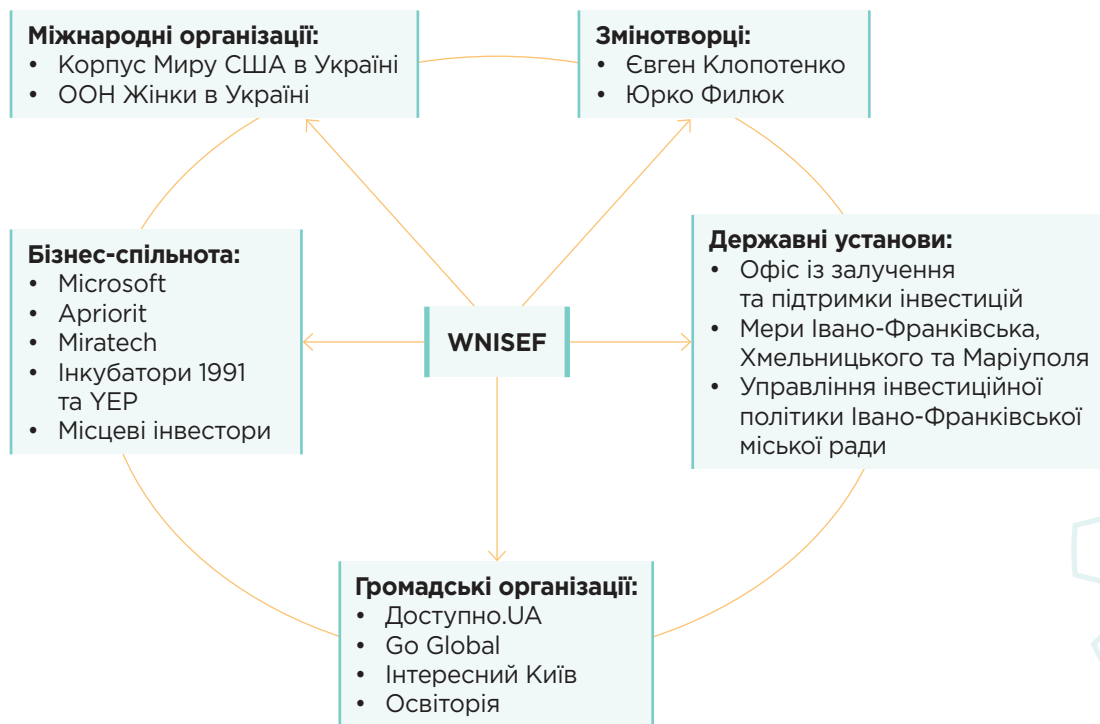 Міжнародні організації:
• Корпус Миру США в Україні
• ООН Жінки в Україні
Змінотворці:
• Євген Клопотенко
• Юрко Филюк
Бізнес-спільнота:
• Microsoft
• Apriorit
• Miratech
• Інкубатори 1991
та YEP
• Місцеві інвестори
WNISEF
Державні установи:
• Офіс із залучення
та підтримки інвестицій
• Мери Івано-Франківська,
Хмельницького та Маріуполя
• Управління інвестиційної
політики Івано-Франківської
міської ради
Громадські організації:
• Доступно.UA
• Go Global
• Інтересний Київ
• Освіторія